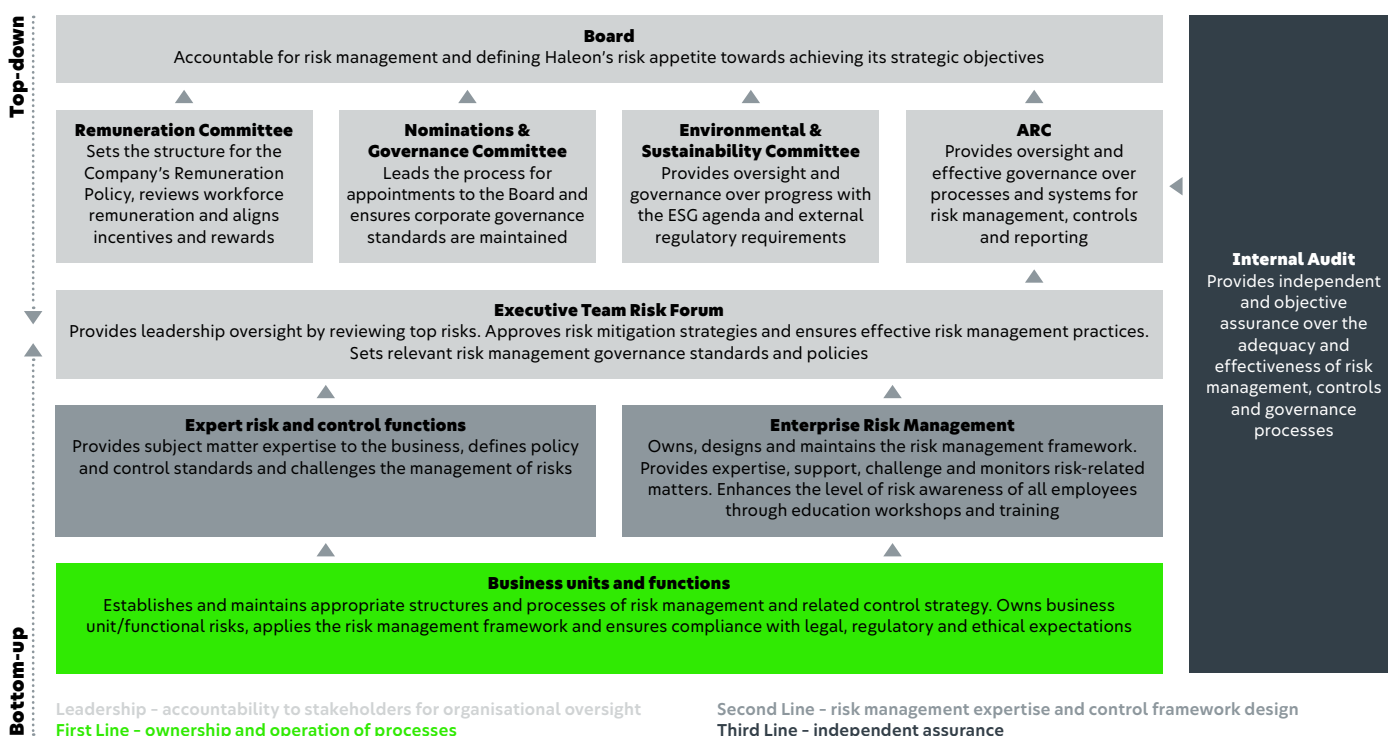 Top-down
Board
Accountable for risk management and defining Haleon's risk appetite towards achieving its strategic objectives
Remuneration Committee
Sets the structure for the
Company's Remuneration
Policy, reviews workforce
remuneration and aligns
incentives and rewards
Nominations &
Governance Committee
Leads the process for
appointments to the Board and
ensures corporate governance
standards are maintained
Environmental &
Sustainability Committee
Provides oversight and
governance over progress with
the ESG agenda and external
regulatory requirements
ARC
Provides oversight and
effective governance over
processes and systems for
risk management, controls
and reporting
Internal Audit
Provides independent
and objective
assurance over the
adequacy and
effectiveness of risk
management, controls
and governance
processes
Executive Team Risk Forum
Provides leadership oversight by reviewing top risks. Approves risk mitigation strategies and ensures effective risk management practices.
Sets relevant risk management governance standards and policies
Expert risk and control functions
Provides subject matter expertise to the business, defines policy
and control standards and challenges the management of risks
Enterprise Risk Management
Owns, designs and maintains the risk management framework.
Provides expertise, support, challenge and monitors risk-related
matters. Enhances the level of risk awareness of all employees
through education workshops and training
Business units and functions
Establishes and maintains appropriate structures and processes of risk management and related control strategy. Owns business
unit/functional risks, applies the risk management framework and ensures compliance with legal, regulatory and ethical expectations
Bottom-up
Leadership – accountability to stakeholders for organisational oversight
First Line – ownership and operation of processes
Second Line – risk management expertise and control framework design
Third Line – independent assurance